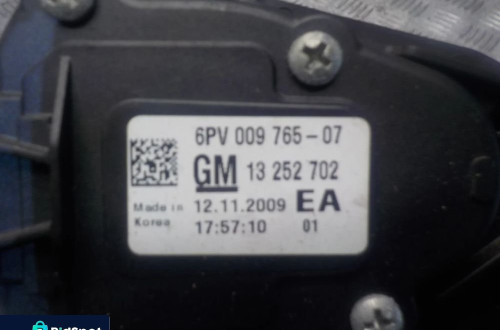 6PV 009 765-07
GM 13 252 702
Made in 12.11.2009 EA
Korea 17:57:10 01
BidSpot